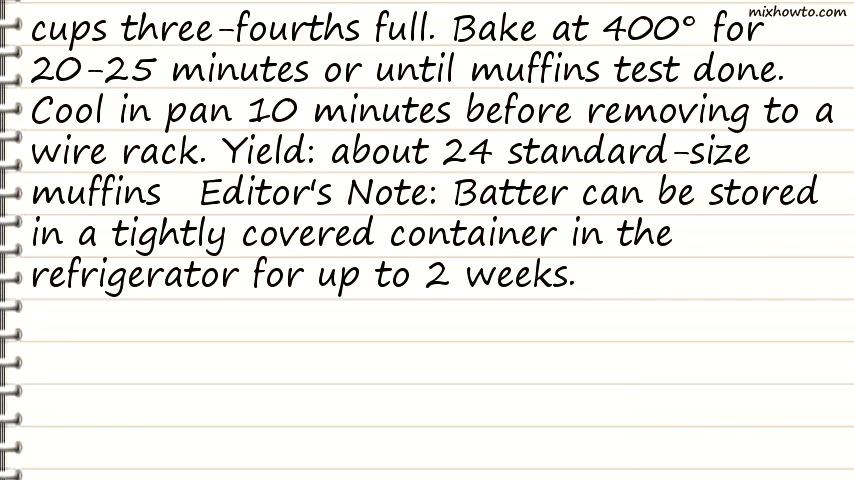 mixhowto.com
cups three-fourths full. Bake at 400° for
20-25 minutes or until muffins test done.
Cool in pan 10 minutes before removing to a
wire rack. Yield: about 24 standard-size
muffins   Editor's Note: Batter can be stored
in a tightly covered container in the
refrigerator for up to 2 weeks.